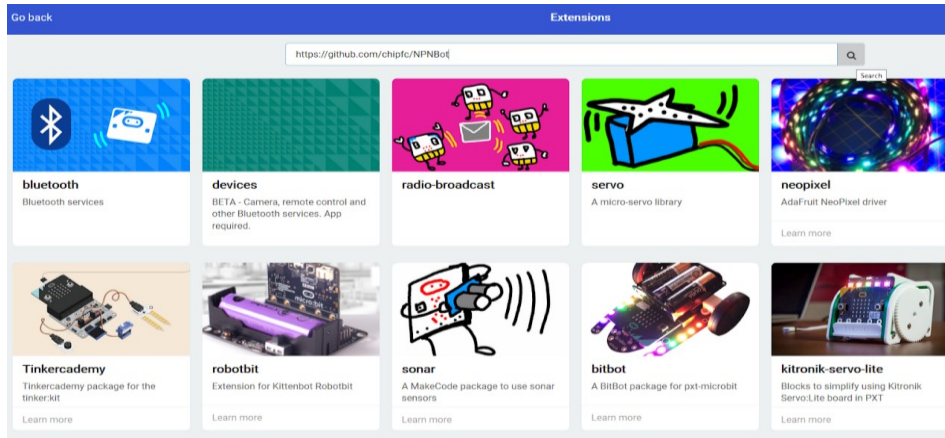 Go back
Extensions
https://github.com/chipfc/NPNBot
Search
bluetooth
Bluetooth services
devices
BETA - Camera, remote control and
other Bluetooth services. App
required.
radio-broadcast
servo
A micro-servo library
neopixel
AdaFruit NeoPixel driver
Learn more
micro:bit
Tinkercademy
Tinkercademy package for the
tinker:kit
Learn more
robotbit
Extension for Kittenbot Robotbit
Learn more
sonar
A MakeCode package to use sonar
sensors
Learn more
bitbot
A BitBot package for pxt-microbit
Learn more
kitronik-servo-lite
Blocks to simplify using Kitronik
Servo:Lite board in PXT
Learn more